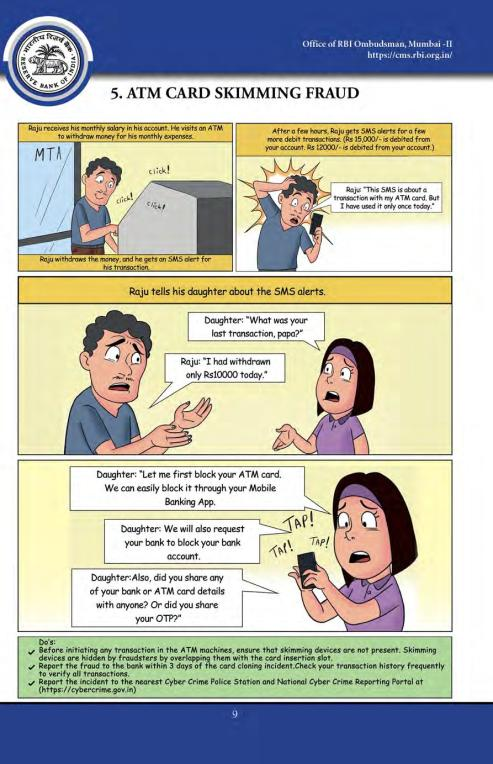 भारतीय रिज़र्व बैंक
RESERVE BANK OF INDIA
Office of RBI Ombudsman, Mumbai -II
https://cms.rbi.org.in/
5. ATM CARD SKIMMING FRAUD
Raju receives his monthly salary in his account. He visits an ATM
to withdraw money for his monthly expenses.
MTA
click!
click!
click!
Raju withdraws the money, and he gets an SMS alert for
his transaction.
After a few hours, Raju gets SMS alerts for a few
more debit transactions. (Rs 15,000/- is debited from
your account. Rs 12000/- is debited from your account.)
Raju: "This SMS is about a
transaction with my ATM card. But
I have used it only once today."
Raju tells his daughter about the SMS alerts.
Daughter: "What was your
last transaction, papa?"
Raju: "I had withdrawn
only Rs10000 today."
Daughter: "Let me first block your ATM card.
We can easily block it through your Mobile
Banking App.
Daughter: We will also request
your bank to block your bank
account.
TAP!
TAP!
TAP!
Daughter:Also, did you share any
of your bank or ATM card details
with anyone? Or did you share
your OTP?"
Do's:
✓ Before initiating any transaction in the ATM machines, ensure that skimming devices are not present. Skimming
devices are hidden by fraudsters by overlapping them with the card insertion slot.
✓ Report the fraud to the bank within 3 days of the card cloning incident.Check your transaction history frequently
to verify all transactions.
✓ Report the incident to the nearest Cyber Crime Police Station and National Cyber Crime Reporting Portal at
(https://cybercrime.gov.in)
9